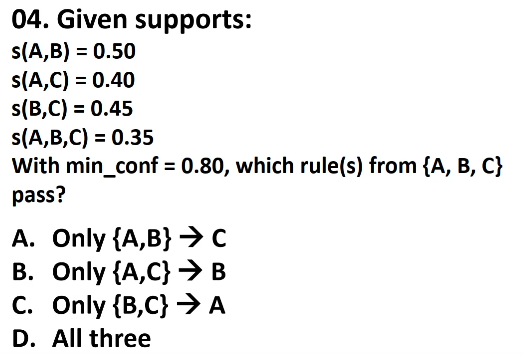 04. Given supports:
s(A,B) = 0.50
s(A,C) = 0.40
s(B,C) = 0.45
s(A,B,C) = 0.35
With min_conf = 0.80, which rule(s) from {A, B, C}
pass?
A. Only {A,B} → C
B. Only {A,C} → B
C. Only {B,C} → A
D. All three